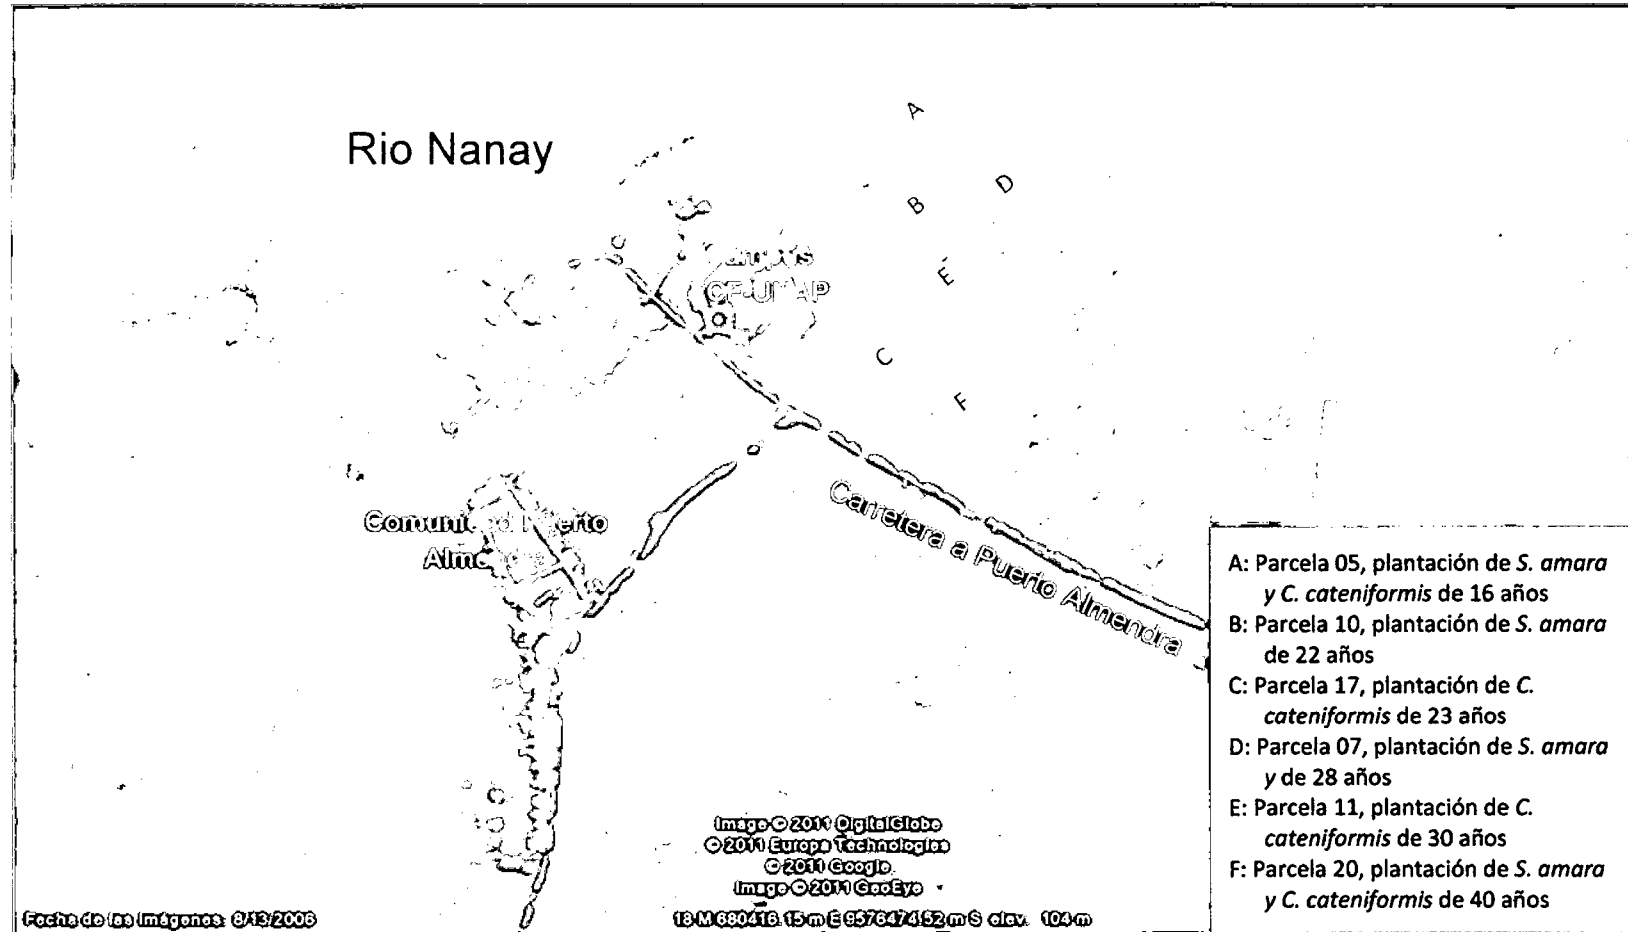 A
Rio Nanay
D
B
E
CF-UNAP
C
F
Comunidad Puerto
Carretera a Puerto Almendra
A: Parcela 05, plantación de S. amara
y C. cateniformis de 16 años
B: Parcela 10, plantación de S. amara
de 22 años
C: Parcela 17, plantación de C.
cateniformis de 23 años
D: Parcela 07, plantación de S. amara
y de 28 años
E: Parcela 11, plantación de C.
cateniformis de 30 años
F: Parcela 20, plantación de S. amara
y C. cateniformis de 40 años
Image © 2011 DigitalGlobe
© 2011 Europa Technologies
© 2011 Google
Image © 2011 GeoEye
Fecha de las imágenes: 8/13/2006
18 M 680416.15 m E 9576474.52 m S elev. 104 m